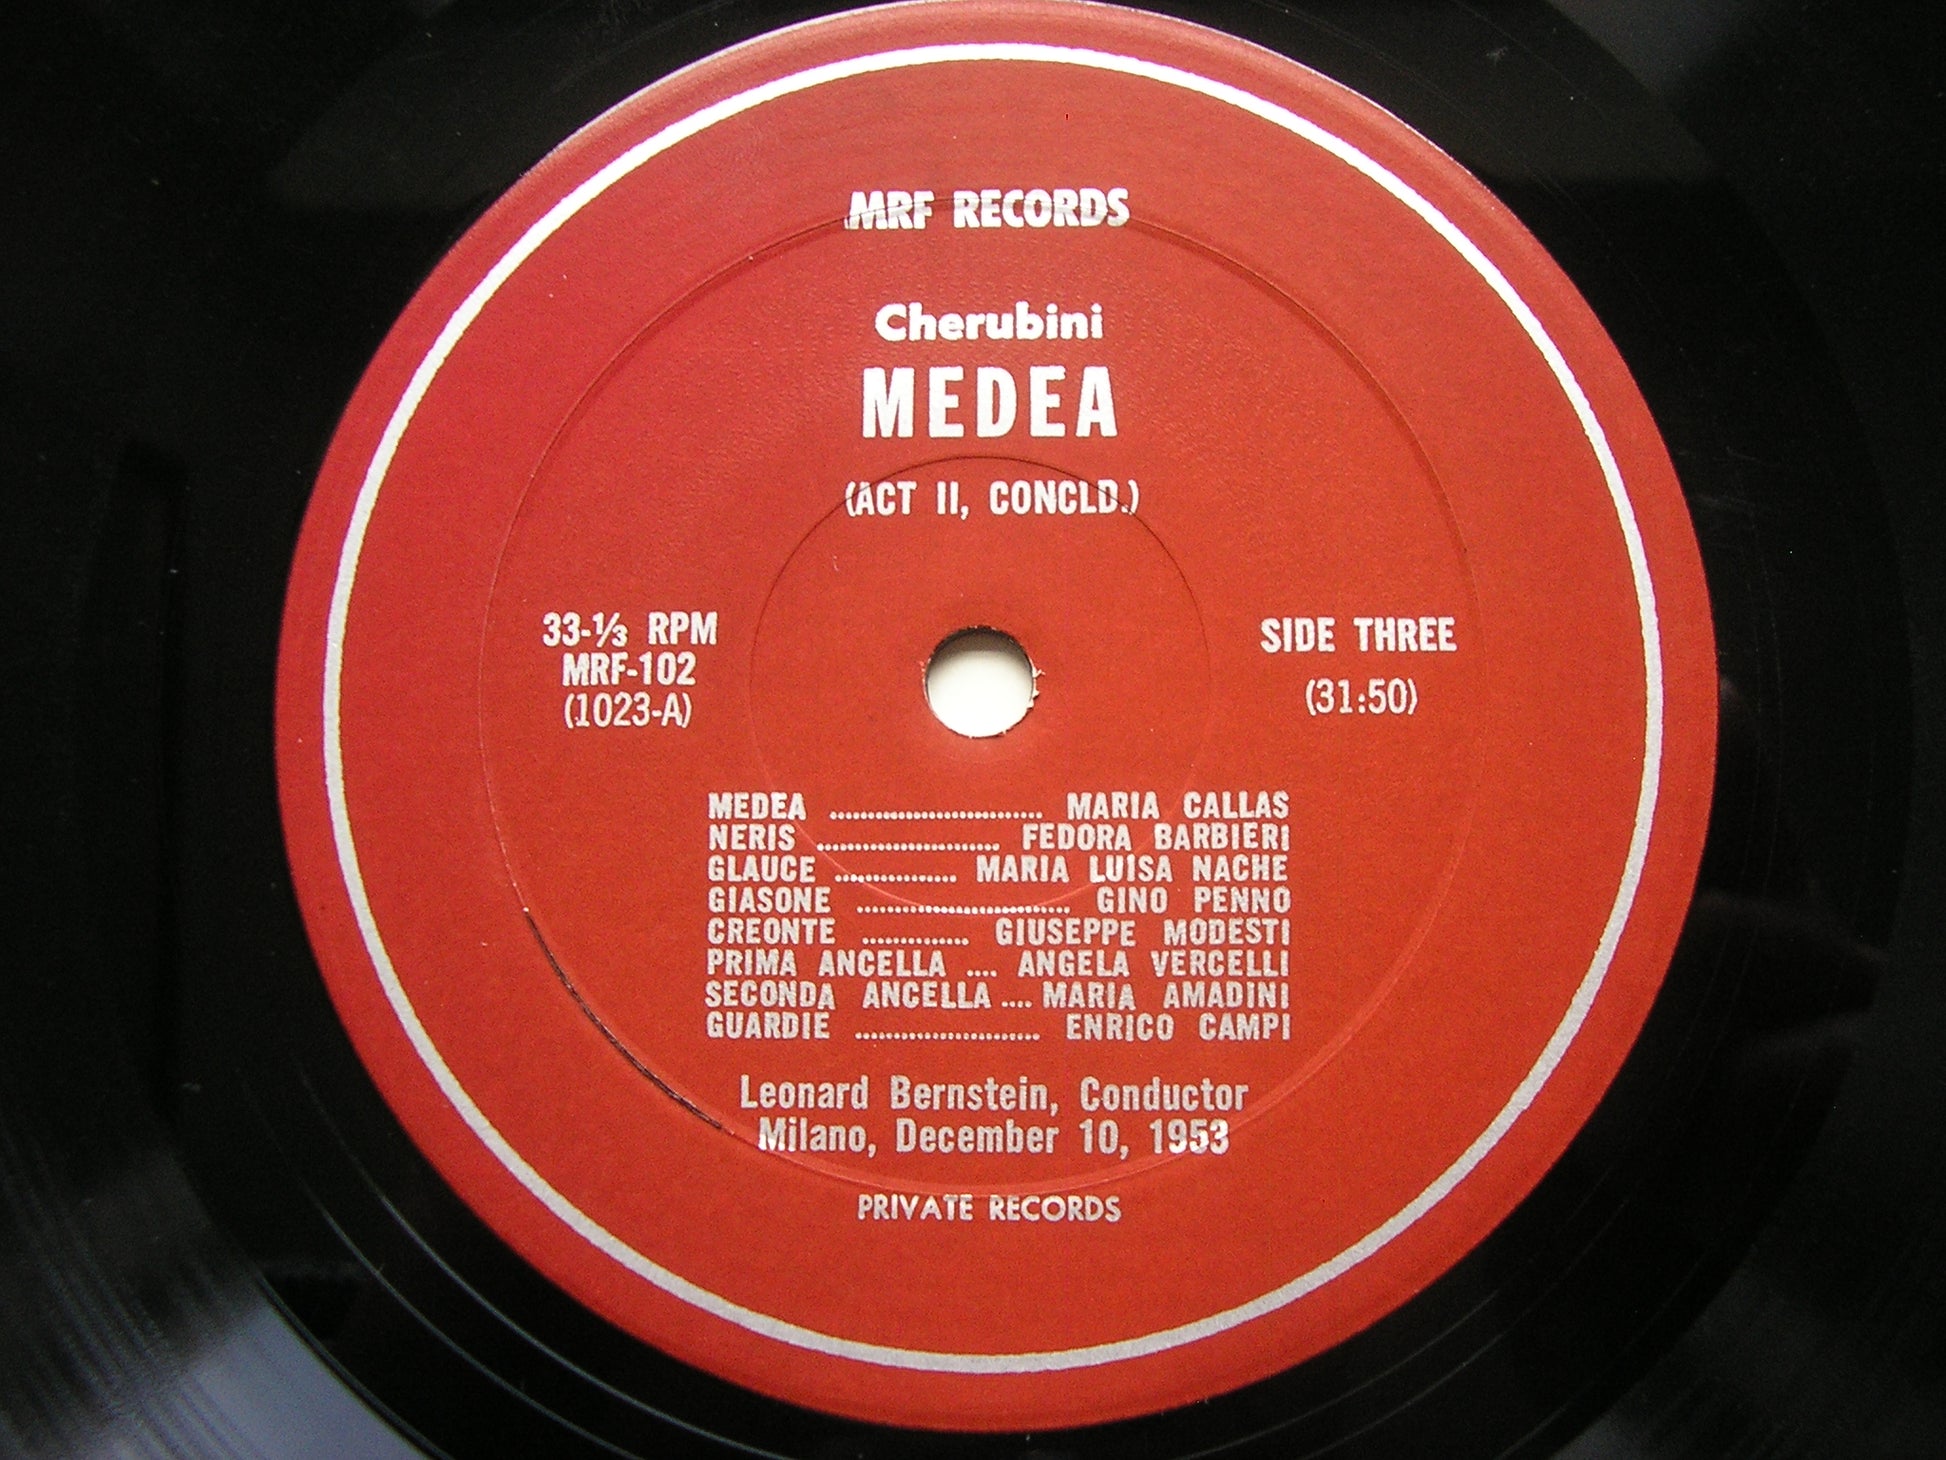 MRF RECORDS
Cherubini
MEDEA
(ACT II, CONCLD.)
33-⅓ RPM
MRF-102
(1023-A)
SIDE THREE
(31:50)
MEDEA ............................ MARIA CALLAS
NERIS ........................ FEDORA BARBIERI
GLAUCE ................ MARIA LUISA NACHE
GIASONE ............................ GINO PENNO
CREONTE .............. GIUSEPPE MODESTI
PRIMA ANCELLA .... ANGELA VERCELLI
SECONDA ANCELLA .... MARIA AMADINI
GUARDIE ........................ ENRICO CAMPI
Leonard Bernstein, Conductor
Milano, December 10, 1953
PRIVATE RECORDS